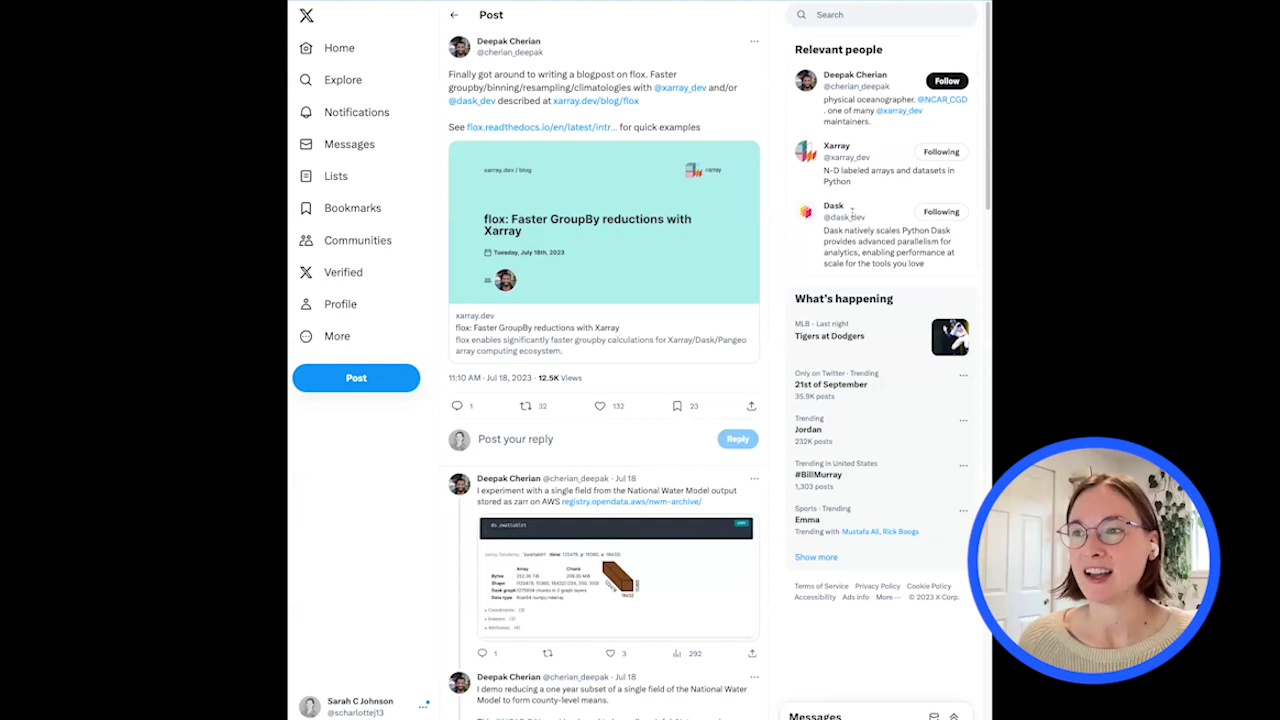 Home
Explore
Notifications
Messages
Lists
Bookmarks
Communities
Verified
Profile
More
Post
Sarah C Johnson
@scharlottej13
Post
Deepak Cherian
@cherian_deepak
Finally got around to writing a blogpost on flox. Faster
groupby/binning/resampling/climatologies with @xarray_dev and/or
@dask_dev described at xarray.dev/blog/flox
See flox.readthedocs.io/en/latest/intr... for quick examples
xarray.dev / blog
xarray
flox: Faster GroupBy reductions with
Xarray
Tuesday, July 18th, 2023
xarray.dev
flox: Faster GroupBy reductions with Xarray
flox enables significantly faster groupby calculations for Xarray/Dask/Pangeo
array computing ecosystem.
11:10 AM · Jul 18, 2023 · 12.5K Views
1 32 132 23
Post your reply
Reply
Deepak Cherian @cherian_deepak · Jul 18
I experiment with a single field from the National Water Model output
stored as zarr on AWS registry.opendata.aws/nwm-archive/
Array Chunk
Bytes
Shape
Dask graph
Data type
1 3 292
Deepak Cherian @cherian_deepak · Jul 18
I demo reducing a one year subset of a single field of the National Water
Model to form county-level means.
Search
Relevant people
Deepak Cherian
@cherian_deepak
Follow
physical oceanographer. @NCAR_CGD
. one of many @xarray_dev
maintainers.
Xarray
@xarray_dev
Following
N-D labeled arrays and datasets in
Python
Dask
@dask_dev
Following
Dask natively scales Python Dask
provides advanced parallelism for
analytics, enabling performance at
scale for the tools you love
What's happening
MLB · Last night
Tigers at Dodgers
Only on Twitter · Trending
21st of September
35.9K posts
Trending
Jordan
232K posts
Trending in United States
#BillMurray
1,303 posts
Sports · Trending
Emma
Trending with Mustafa Ali, Rick Boogs
Show more
Terms of Service Privacy Policy Cookie Policy
Accessibility Ads info More ··· © 2023 X Corp.
Messages